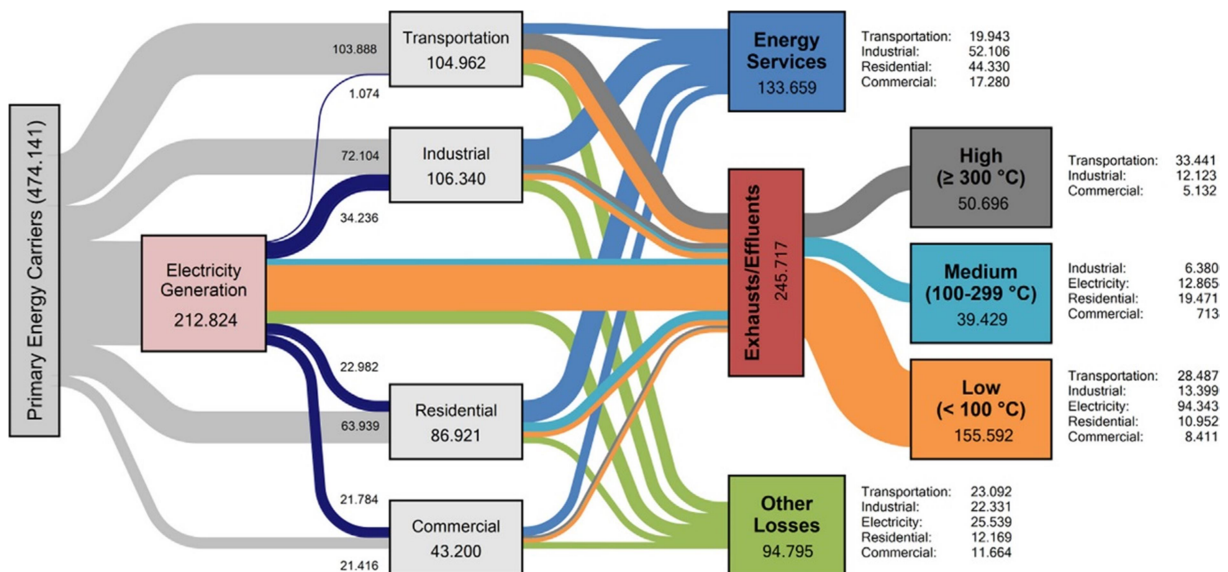 Primary Energy Carriers (474.141)
103.888
1.074
72.104
34.236
Electricity
Generation
212.824
22.982
63.939
21.784
21.416
Transportation
104.962
Industrial
106.340
Residential
86.921
Commercial
43.200
Energy
Services
133.659
Transportation: 19.943
Industrial: 52.106
Residential: 44.330
Commercial: 17.280
Exhausts/Effluents
245.717
High
(≥ 300 °C)
50.696
Transportation: 33.441
Industrial: 12.123
Commercial: 5.132
Medium
(100-299 °C)
39.429
Industrial: 6.380
Electricity: 12.865
Residential: 19.471
Commercial: 713
Low
(< 100 °C)
155.592
Transportation: 28.487
Industrial: 13.399
Electricity: 94.343
Residential: 10.952
Commercial: 8.411
Other
Losses
94.795
Transportation: 23.092
Industrial: 22.331
Electricity: 25.539
Residential: 12.169
Commercial: 11.664